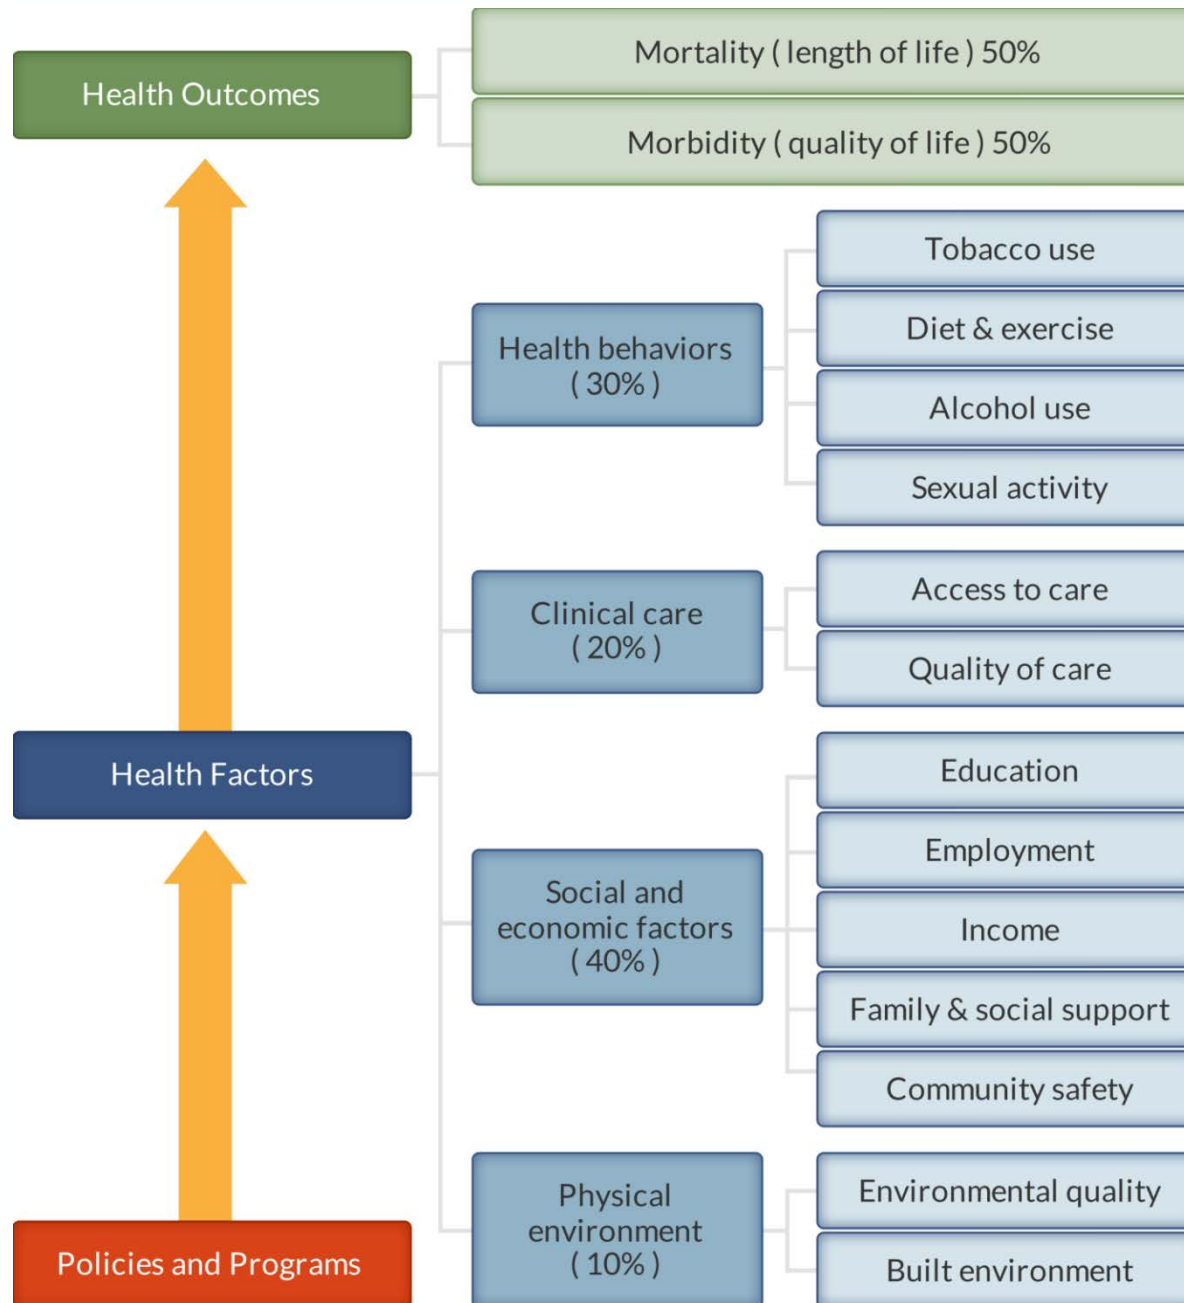 Health Outcomes
Mortality ( length of life ) 50%
Morbidity ( quality of life ) 50%
Health Factors
Health behaviors
( 30% )
Tobacco use
Diet & exercise
Alcohol use
Sexual activity
Clinical care
( 20% )
Access to care
Quality of care
Social and
economic factors
( 40% )
Education
Employment
Income
Family & social support
Community safety
Physical
environment
( 10% )
Environmental quality
Built environment
Policies and Programs